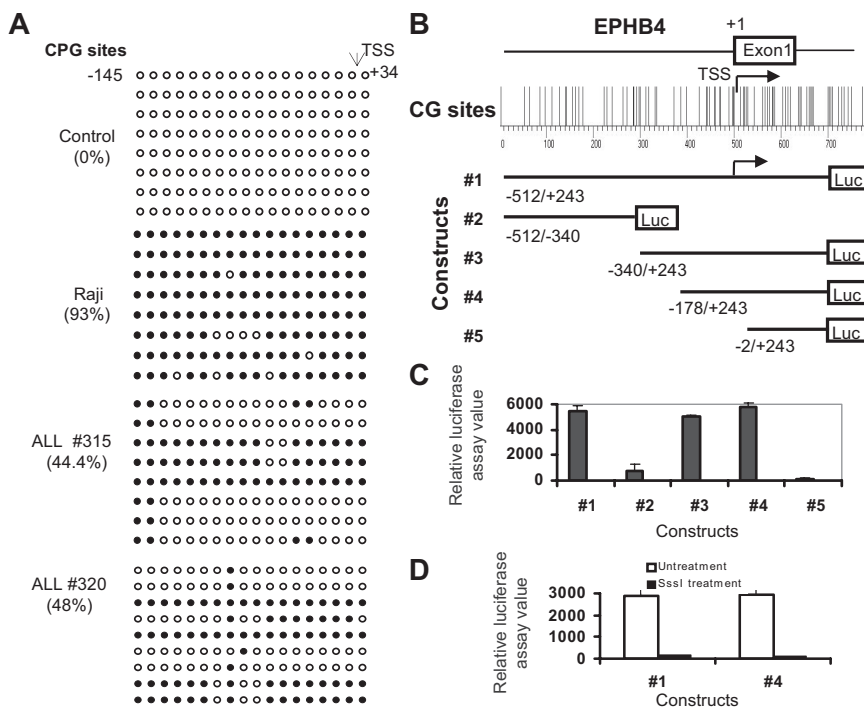 A
CPG sites
TSS
-145
+34
Control
(0%)
Raji
(93%)
ALL #315
(44.4%)
ALL #320
(48%)
B
EPHB4
+1
Exon1
TSS
CG sites
0 100 200 300 400 500 600 700
Constructs
#1
Luc
-512/+243
#2
Luc
-512/-340
#3
Luc
-340/+243
#4
Luc
-178/+243
#5
Luc
-2/+243
C
Relative luciferase
assay value
6000
4000
2000
0
#1 #2 #3 #4 #5
Constructs
D
Untreatment
SssI treatment
Relative luciferase
assay value
3000
2000
1000
0
#1 #4
Constructs